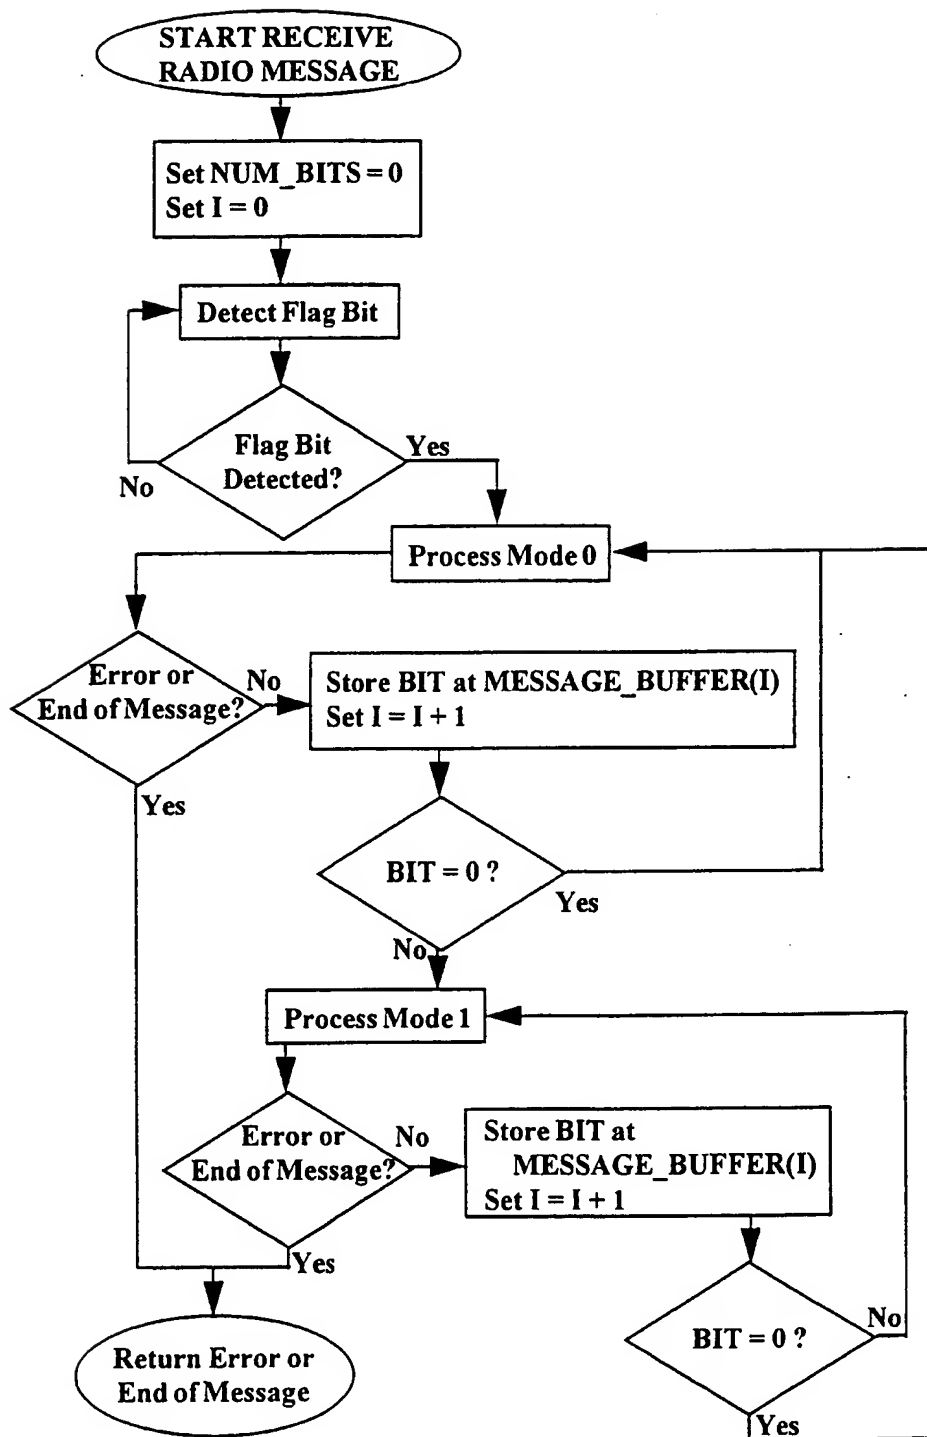 START RECEIVE
RADIO MESSAGE
Set NUM_BITS = 0
Set I = 0
Detect Flag Bit
Flag Bit
Detected?
Yes
No
Process Mode 0
Error or
End of Message?
No
Yes
Store BIT at MESSAGE_BUFFER(I)
Set I = I + 1
BIT = 0 ?
Yes
No
Process Mode 1
Error or
End of Message?
No
Yes
Store BIT at
MESSAGE_BUFFER(I)
Set I = I + 1
BIT = 0 ?
No
Yes
Return Error or
End of Message